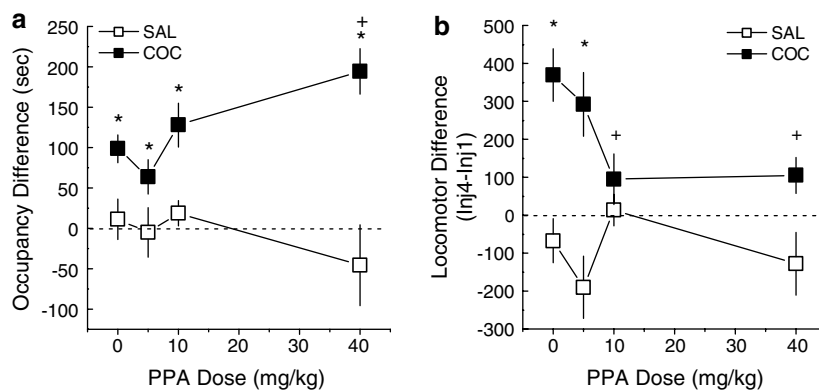 a
SAL
COC
Occupancy Difference (sec)
250
200
150
100
50
0
-50
-100
*
*
*
+
*
0 10 20 30 40
PPA Dose (mg/kg)
b
SAL
COC
Locomotor Difference
(Inj4-Inj1)
500
400
300
200
100
0
-100
-200
-300
*
*
+
+
0 10 20 30 40
PPA Dose (mg/kg)